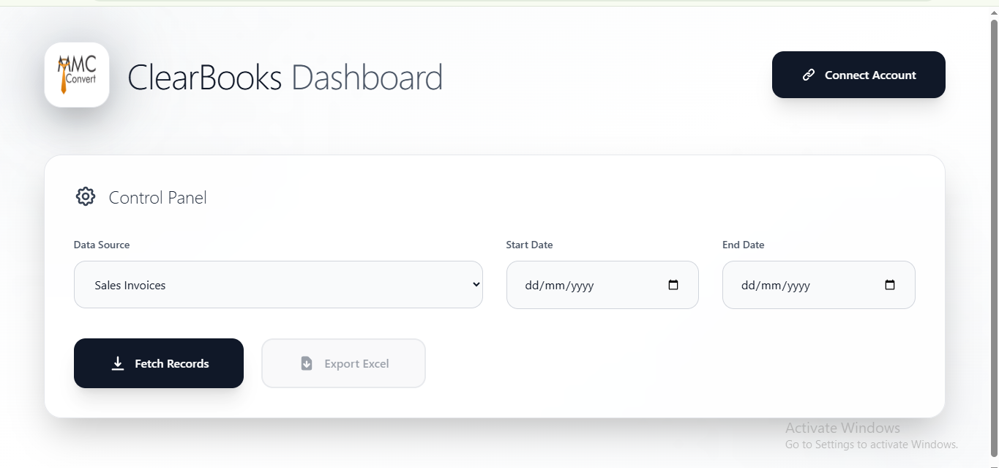 MMC
Convert
ClearBooks Dashboard
Connect Account
Control Panel
Data Source
Start Date
End Date
Sales Invoices
dd/mm/yyyy
dd/mm/yyyy
Fetch Records
Export Excel
Activate Windows
Go to Settings to activate Windows.